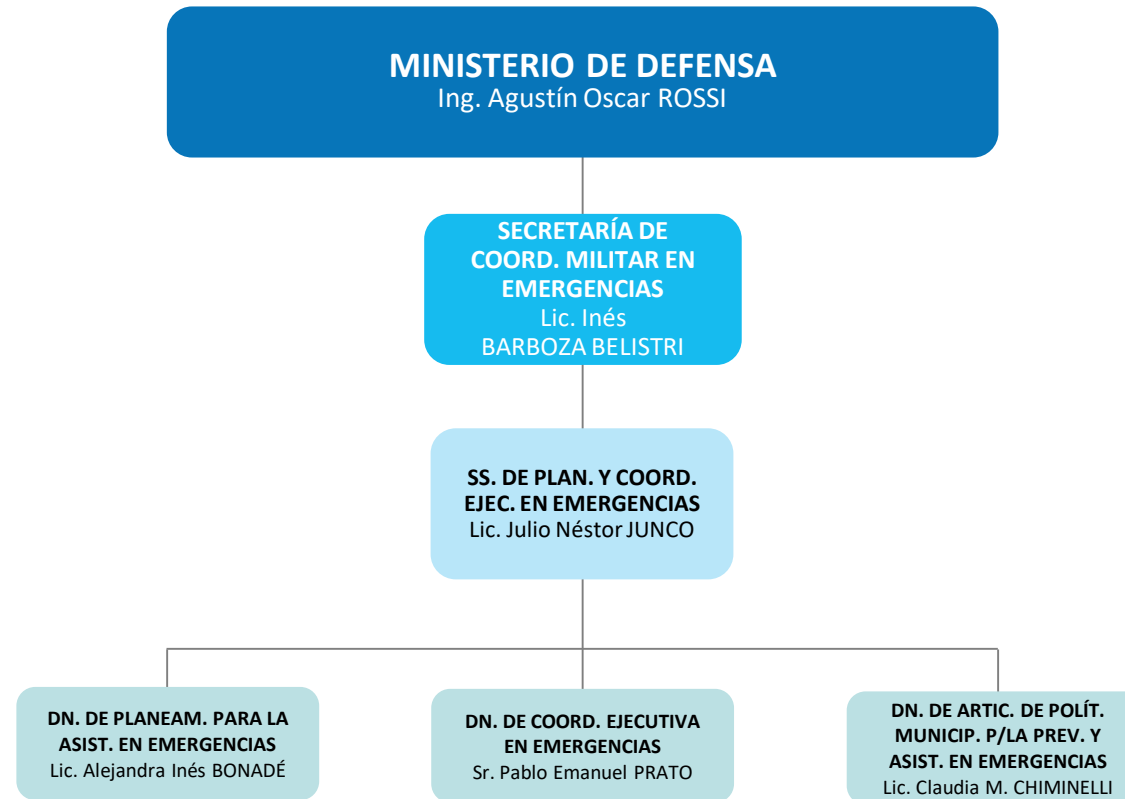 MINISTERIO DE DEFENSA
Ing. Agustín Oscar ROSSI
SECRETARÍA DE
COORD. MILITAR EN
EMERGENCIAS
Lic. Inés
BARBOZA BELISTRI
SS. DE PLAN. Y COORD.
EJEC. EN EMERGENCIAS
Lic. Julio Néstor JUNCO
DN. DE PLANEAM. PARA LA
ASIST. EN EMERGENCIAS
Lic. Alejandra Inés BONADÉ
DN. DE COORD. EJECUTIVA
EN EMERGENCIAS
Sr. Pablo Emanuel PRATO
DN. DE ARTIC. DE POLÍT.
MUNICIP. P/LA PREV. Y
ASIST. EN EMERGENCIAS
Lic. Claudia M. CHIMINELLI